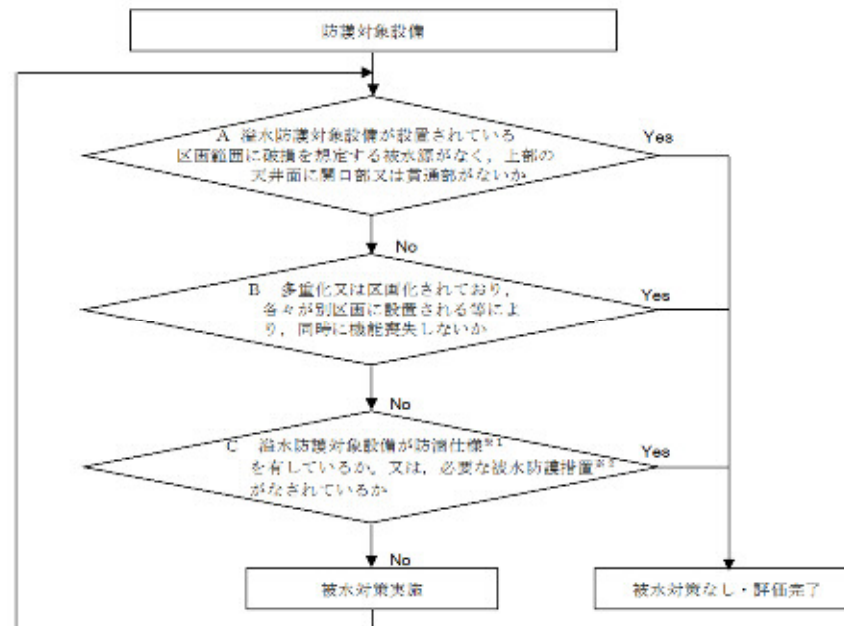 防護対象設備
A 溢水防護対象設備が設置されている
区画範囲に破損を想定する被水源がなく，上部の
天井面に開口部又は貫通部がないか
Yes
No
B 多重化又は区画化されており，
各々が別区画に設置される等によ
り，同時に機能喪失しないか
Yes
No
C 溢水防護対象設備が防滴仕様※1
を有しているか。又は，必要な被水防護措置※2
がなされているか
Yes
No
被水対策実施
被水対策なし・評価完了